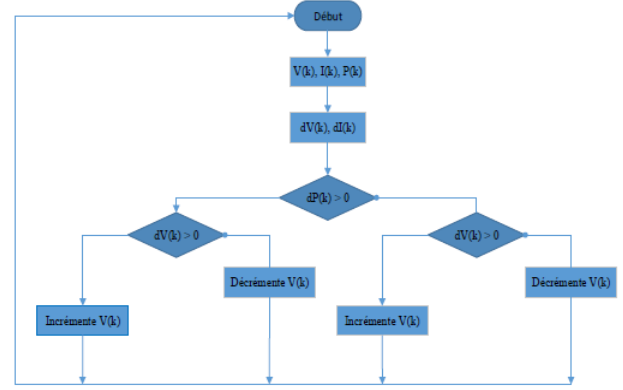 Début
V(k), I(k), P(k)
dV(k), dI(k)
dP(k) > 0
dV(k) > 0
dV(k) > 0
Décrémente V(k)
Décrémente V(k)
Incrémente V(k)
Incrémente V(k)